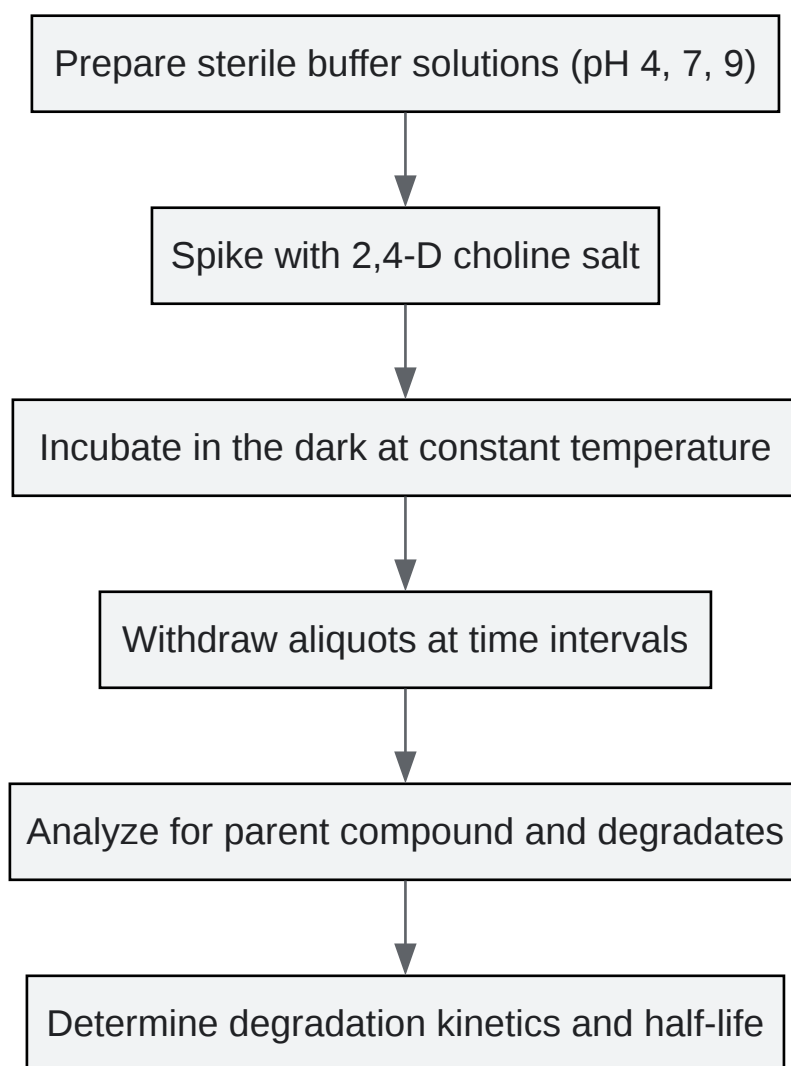 Prepare sterile buffer solutions (pH 4, 7, 9)
Spike with 2,4-D choline salt
Incubate in the dark at constant temperature
Withdraw aliquots at time intervals
Analyze for parent compound and degradates
Determine degradation kinetics and half-life